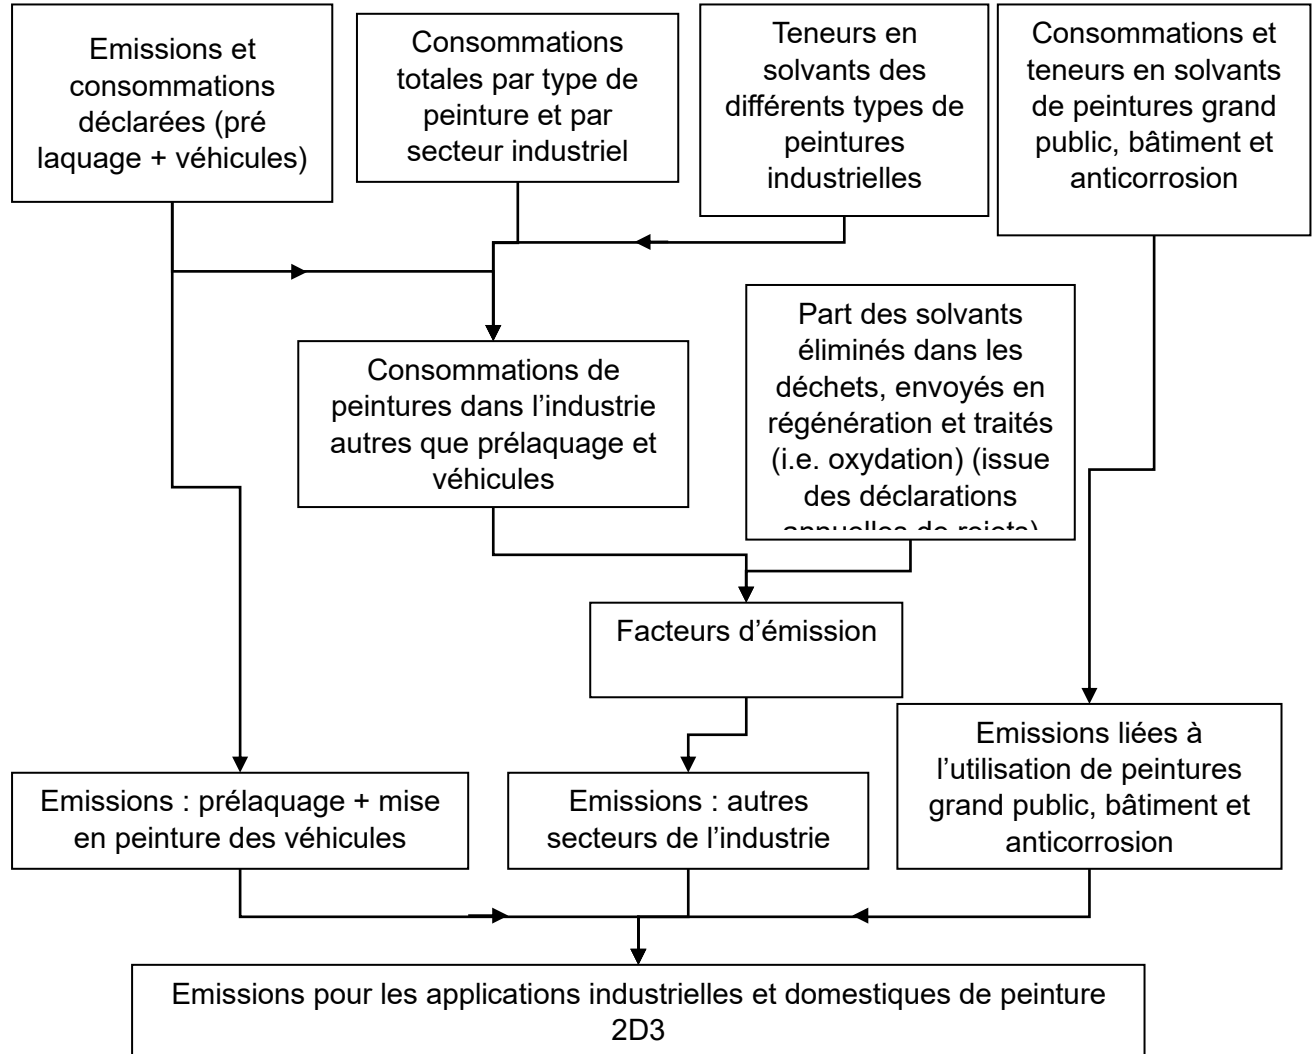 Emissions et
consommations
déclarées (pré
laquage + véhicules)
Consommations
totales par type de
peinture et par
secteur industriel
Teneurs en
solvants des
différents types de
peintures
industrielles
Consommations et
teneurs en solvants
de peintures grand
public, bâtiment et
anticorrosion
Part des solvants
éliminés dans les
déchets, envoyés en
régénération et traités
(i.e. oxydation) (issue
des déclarations
annuelles de rejets)
Consommations de
peintures dans l’industrie
autres que prélaquage et
véhicules
Facteurs d’émission
Emissions : prélaquage + mise
en peinture des véhicules
Emissions : autres
secteurs de l’industrie
Emissions liées à
l’utilisation de peintures
grand public, bâtiment et
anticorrosion
Emissions pour les applications industrielles et domestiques de peinture
2D3